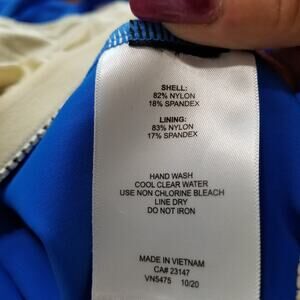 SHELL:
82% NYLON
18% SPANDEX
LINING:
83% NYLON
17% SPANDEX
HAND WASH
COOL CLEAR WATER
USE NON CHLORINE BLEACH
LINE DRY
DO NOT IRON
MADE IN VIETNAM
CA# 23147
VN5475 10/20